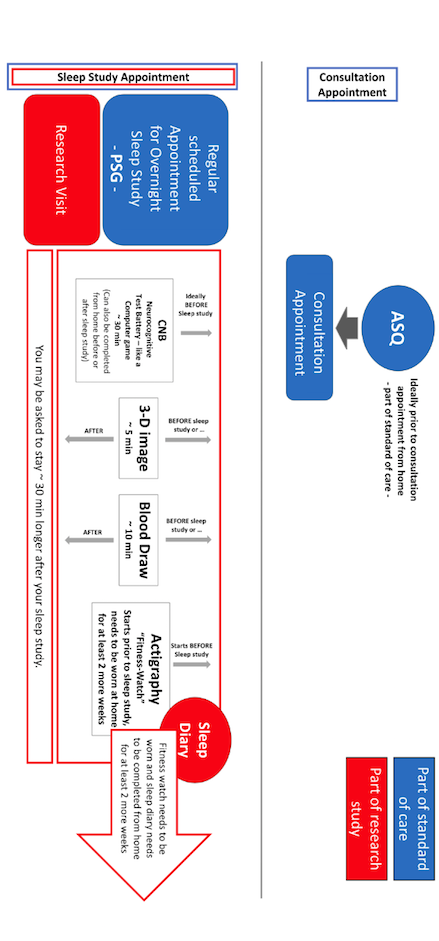 Consultation
Appointment
ASQ
Ideally prior to consultation
appointment from home
- part of standard of care -
Consultation
Appointment
Part of standard
of care
Part of research
study
Sleep Study Appointment
Regular
scheduled
Appointment
for Overnight
Sleep Study
- PSG -
Research Visit
Ideally
BEFORE
Sleep study
CNB
Neurocognitive
Test Battery – like a
Computer game
~ 30 min
(Can also be completed
from home before or
after sleep study)
BEFORE sleep
study or ...
3-D image
~ 5 min
AFTER
BEFORE sleep
study or ...
Blood Draw
~ 10 min
AFTER
Starts BEFORE
Sleep study
Actigraphy
"Fitness-Watch"
Starts prior to sleep study,
needs to be worn at home
for at least 2 more weeks
Sleep
Diary
Fitness watch needs to be
worn and sleep diary needs
to be completed from home
for at least 2 more weeks
You may be asked to stay ~ 30 min longer after your sleep study.